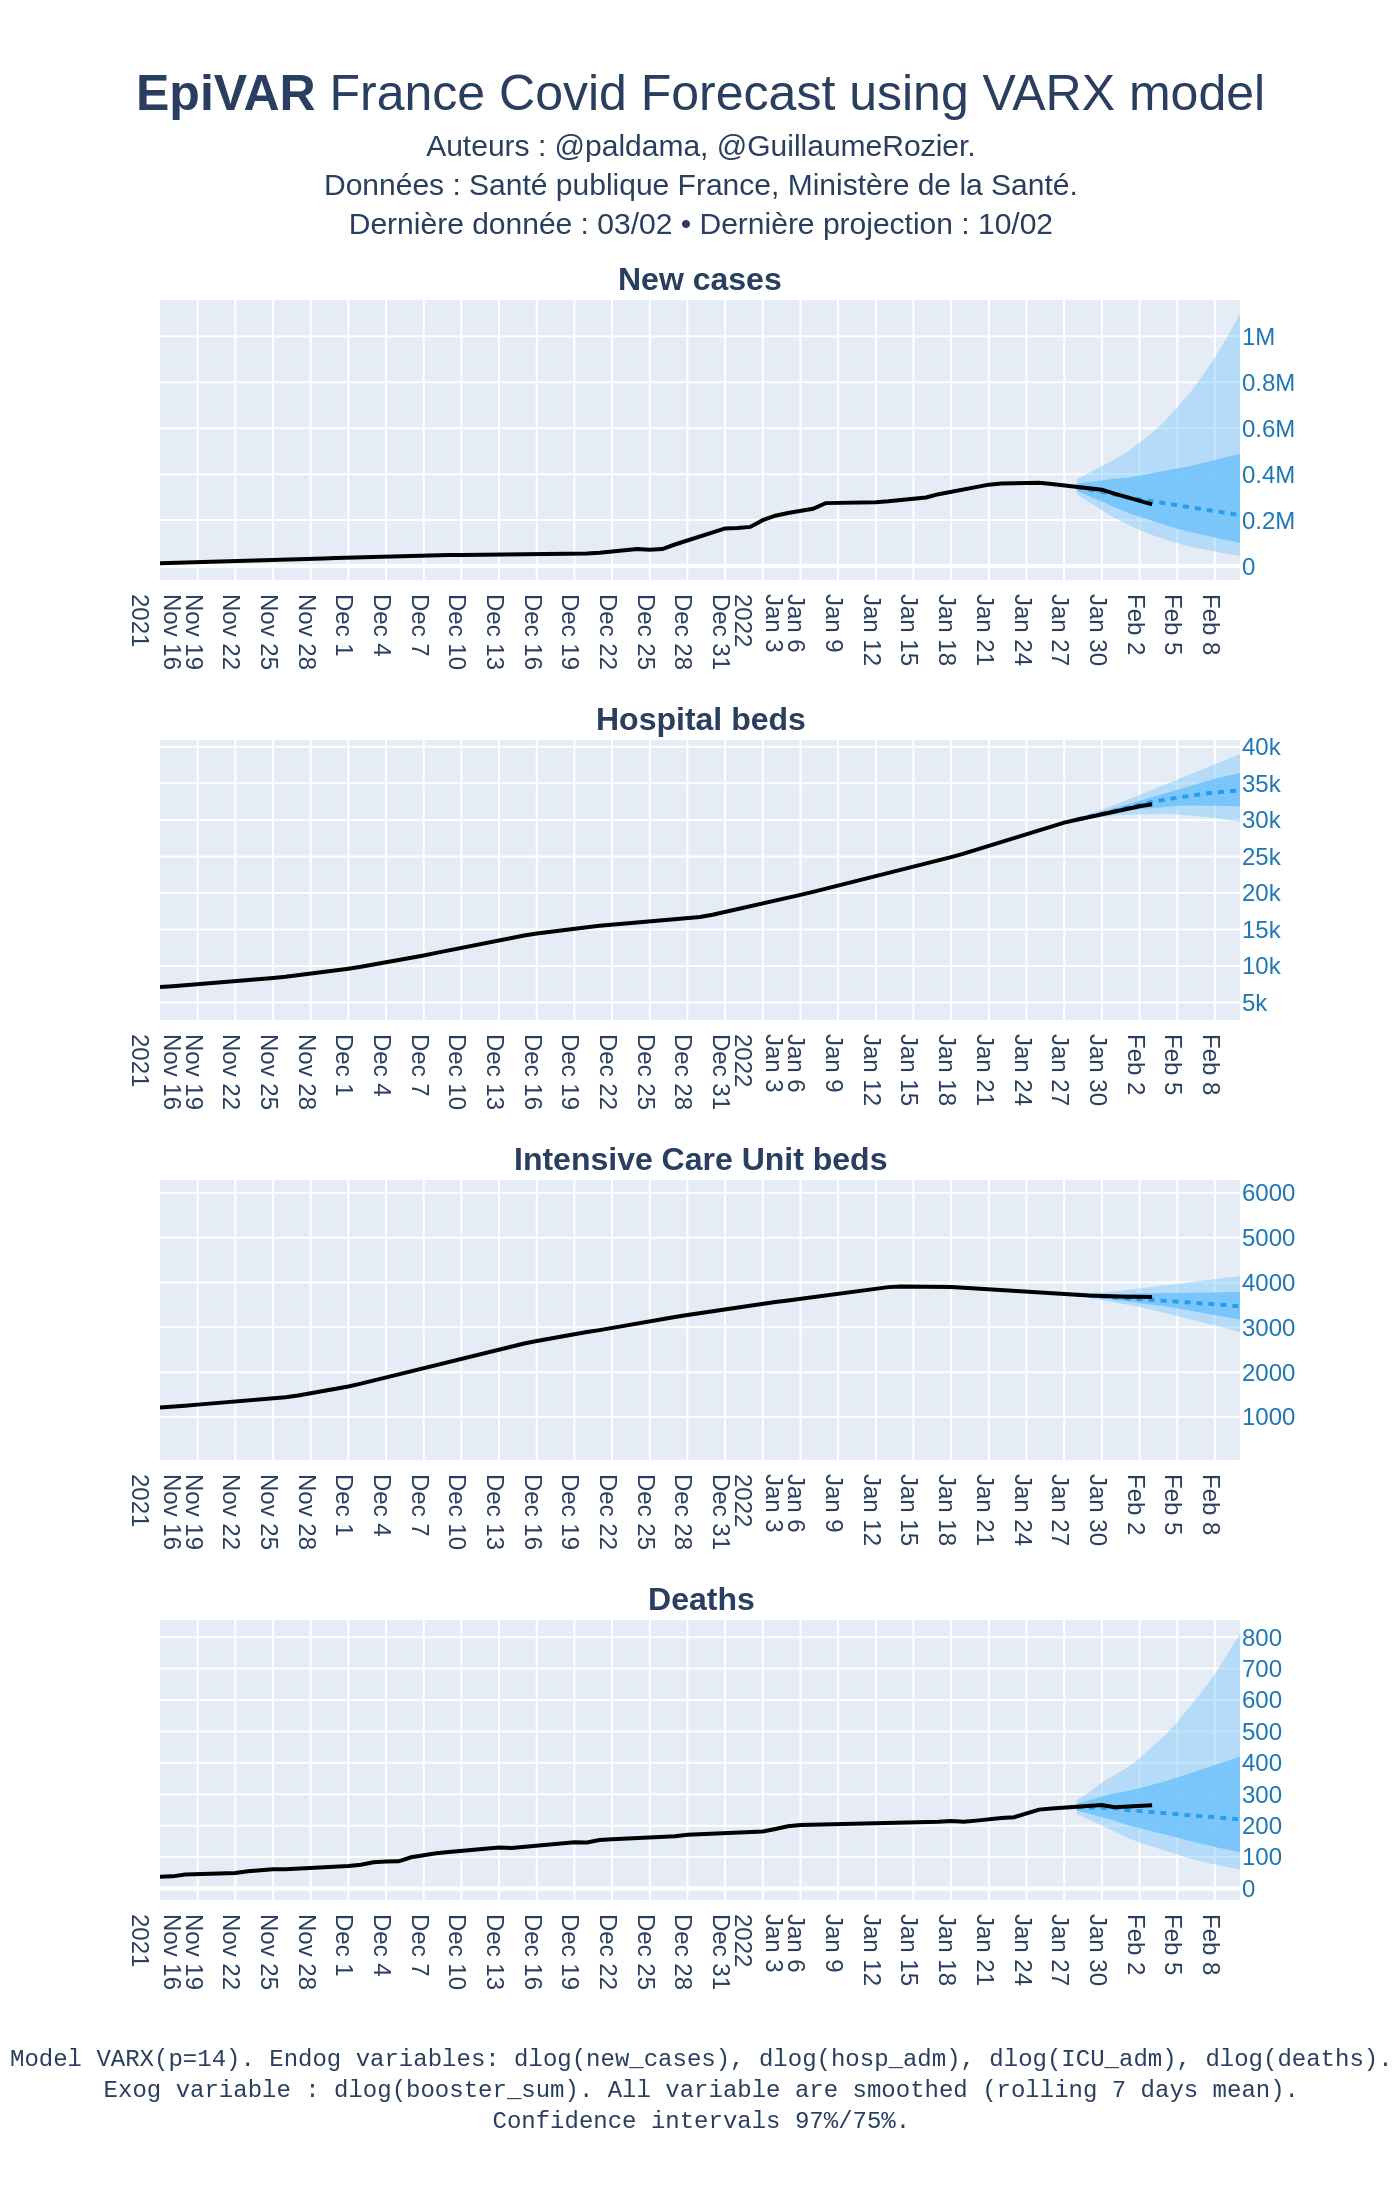 EpiVAR France Covid Forecast using VARX model
Auteurs : @paldama, @GuillaumeRozier.
Données : Santé publique France, Ministère de la Santé.
Dernière donnée : 03/02 • Dernière projection : 10/02
New cases
1M
0.8M
0.6M
0.4M
0.2M
0
2021 Nov 16 Nov 19 Nov 22 Nov 25 Nov 28 Dec 1 Dec 4 Dec 7 Dec 10 Dec 13 Dec 16 Dec 19 Dec 22 Dec 25 Dec 28 Dec 31 2022 Jan 3 Jan 6 Jan 9 Jan 12 Jan 15 Jan 18 Jan 21 Jan 24 Jan 27 Jan 30 Feb 2 Feb 5 Feb 8
Hospital beds
40k
35k
30k
25k
20k
15k
10k
5k
2021 Nov 16 Nov 19 Nov 22 Nov 25 Nov 28 Dec 1 Dec 4 Dec 7 Dec 10 Dec 13 Dec 16 Dec 19 Dec 22 Dec 25 Dec 28 Dec 31 2022 Jan 3 Jan 6 Jan 9 Jan 12 Jan 15 Jan 18 Jan 21 Jan 24 Jan 27 Jan 30 Feb 2 Feb 5 Feb 8
Intensive Care Unit beds
6000
5000
4000
3000
2000
1000
2021 Nov 16 Nov 19 Nov 22 Nov 25 Nov 28 Dec 1 Dec 4 Dec 7 Dec 10 Dec 13 Dec 16 Dec 19 Dec 22 Dec 25 Dec 28 Dec 31 2022 Jan 3 Jan 6 Jan 9 Jan 12 Jan 15 Jan 18 Jan 21 Jan 24 Jan 27 Jan 30 Feb 2 Feb 5 Feb 8
Deaths
800
700
600
500
400
300
200
100
0
2021 Nov 16 Nov 19 Nov 22 Nov 25 Nov 28 Dec 1 Dec 4 Dec 7 Dec 10 Dec 13 Dec 16 Dec 19 Dec 22 Dec 25 Dec 28 Dec 31 2022 Jan 3 Jan 6 Jan 9 Jan 12 Jan 15 Jan 18 Jan 21 Jan 24 Jan 27 Jan 30 Feb 2 Feb 5 Feb 8
Model VARX(p=14). Endog variables: dlog(new_cases), dlog(hosp_adm), dlog(ICU_adm), dlog(deaths).
Exog variable : dlog(booster_sum). All variable are smoothed (rolling 7 days mean).
Confidence intervals 97%/75%.